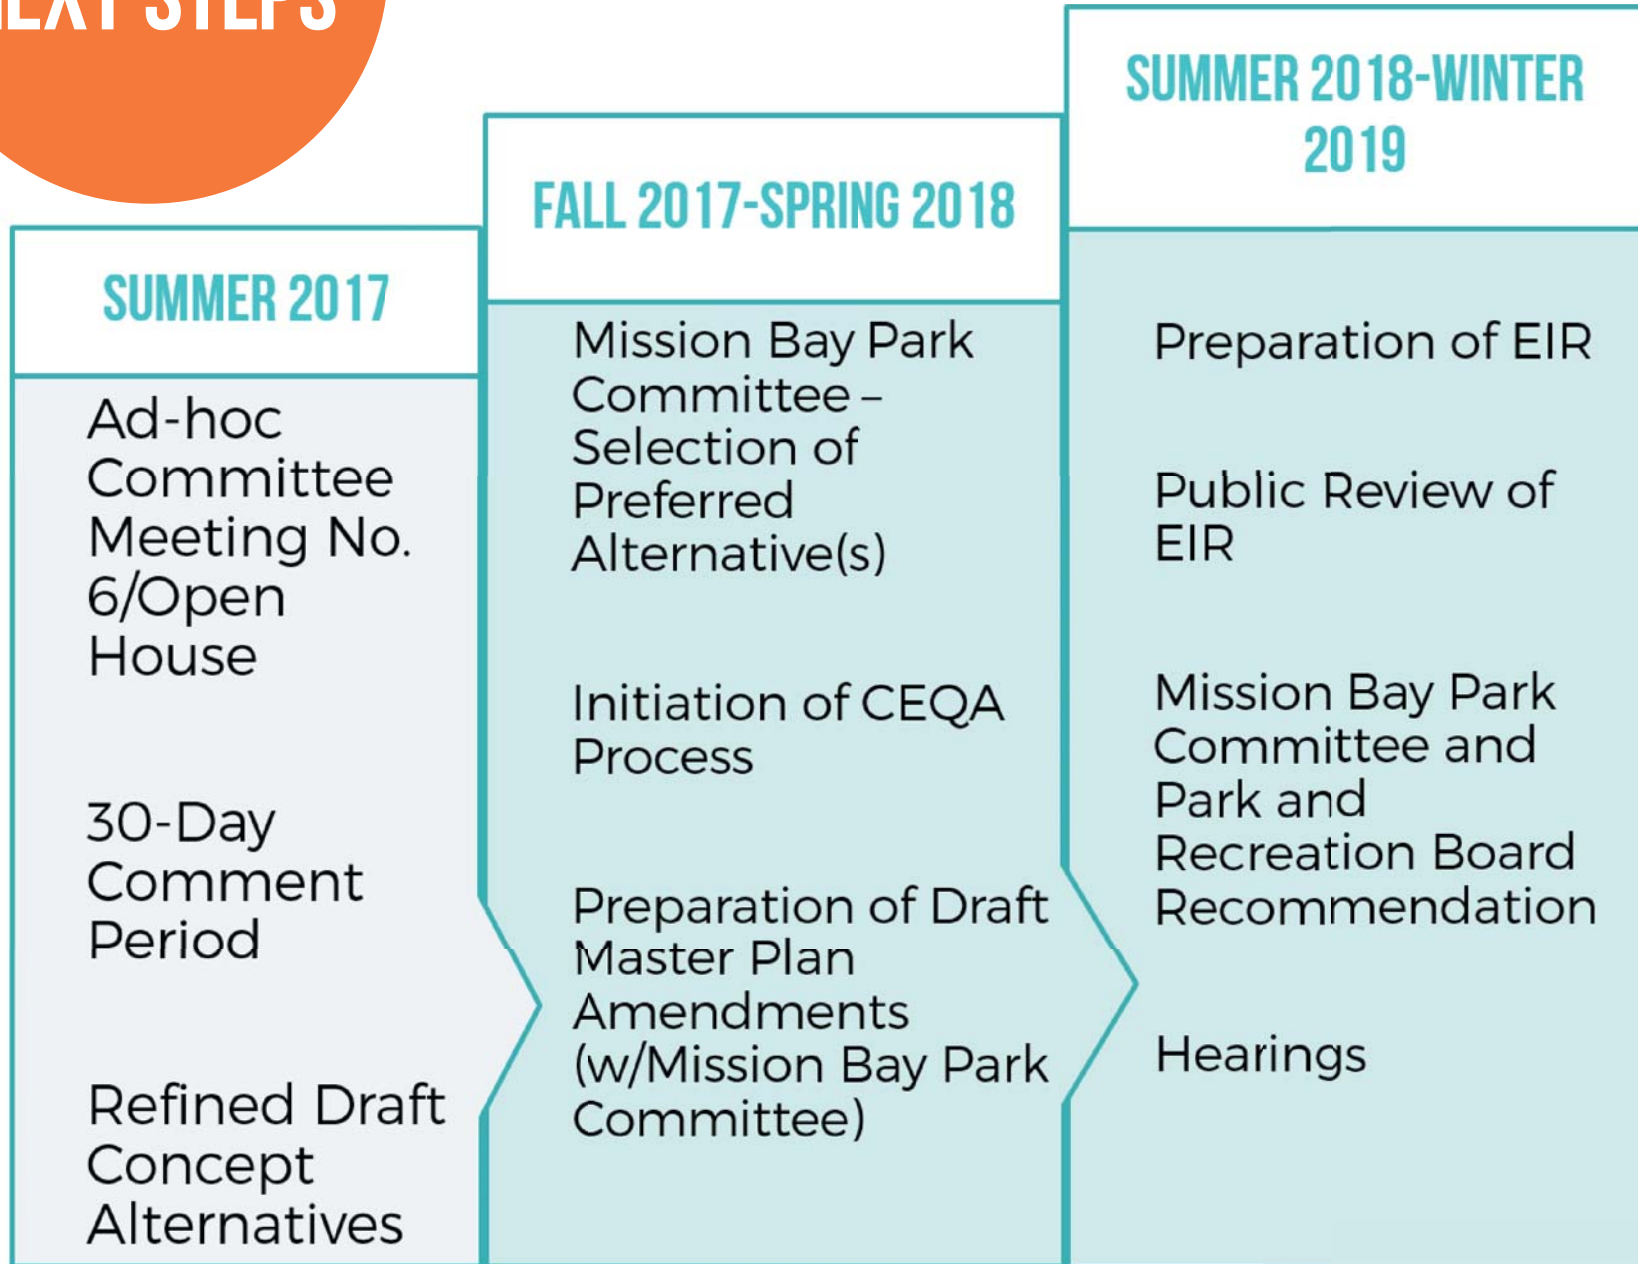 NEXT STEPS
SUMMER 2017
Ad-hoc
Committee
Meeting No.
6/Open
House
30-Day
Comment
Period
Refined Draft
Concept
Alternatives
FALL 2017-SPRING 2018
Mission Bay Park
Committee –
Selection of
Preferred
Alternative(s)
Initiation of CEQA
Process
Preparation of Draft
Master Plan
Amendments
(w/Mission Bay Park
Committee)
SUMMER 2018-WINTER
2019
Preparation of EIR
Public Review of
EIR
Mission Bay Park
Committee and
Park and
Recreation Board
Recommendation
Hearings